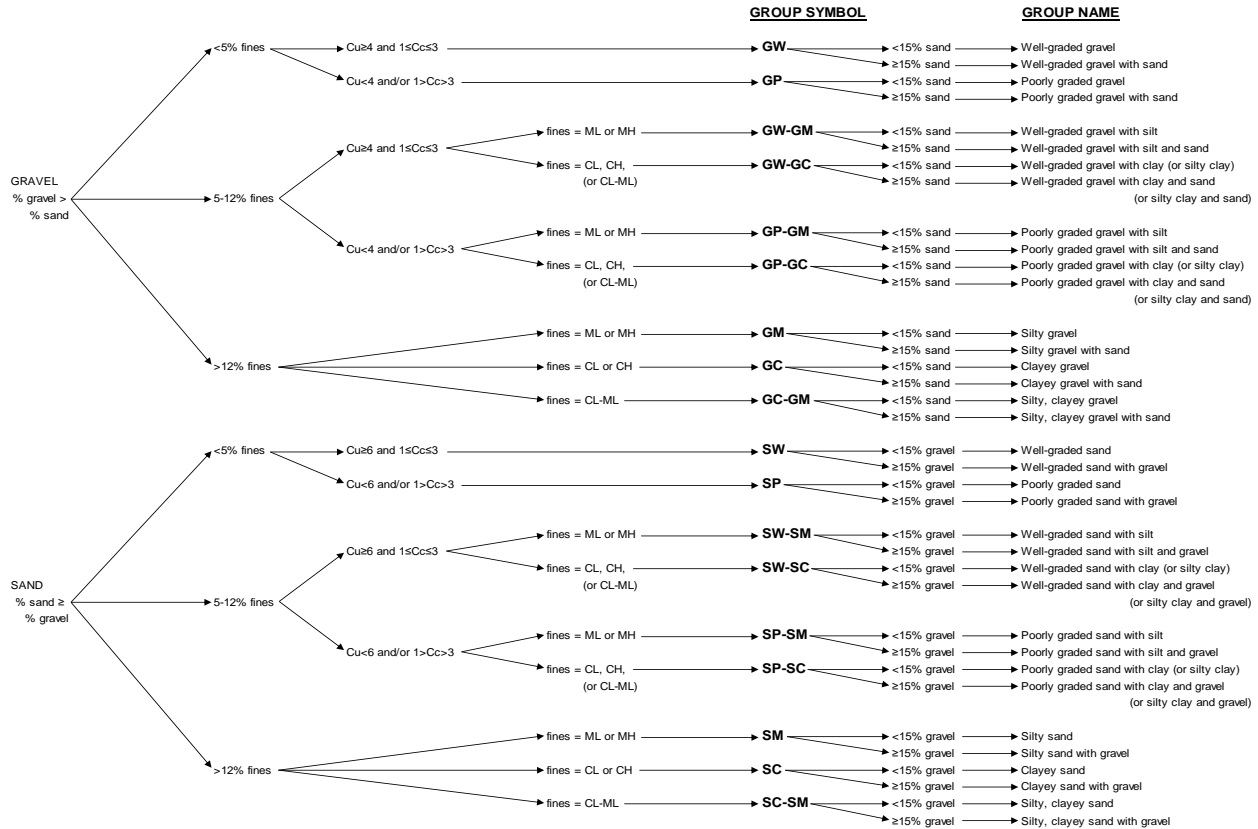 GROUP SYMBOL GROUP NAME
<5% fines Cu≥4 and 1≤Cc≤3 GW <15% sand Well-graded gravel
≥15% sand Well-graded gravel with sand
Cu<4 and/or 1>Cc>3 GP <15% sand Poorly graded gravel
≥15% sand Poorly graded gravel with sand
fines = ML or MH GW-GM <15% sand Well-graded gravel with silt
Cu≥4 and 1≤Cc≤3 ≥15% sand Well-graded gravel with silt and sand
fines = CL, CH, GW-GC <15% sand Well-graded gravel with clay (or silty clay)
GRAVEL (or CL-ML) ≥15% sand Well-graded gravel with clay and sand
% gravel > 5-12% fines (or silty clay and sand)
% sand
fines = ML or MH GP-GM <15% sand Poorly graded gravel with silt
Cu<4 and/or 1>Cc>3 ≥15% sand Poorly graded gravel with silt and sand
fines = CL, CH, GP-GC <15% sand Poorly graded gravel with clay (or silty clay)
(or CL-ML) ≥15% sand Poorly graded gravel with clay and sand
(or silty clay and sand)
fines = ML or MH GM <15% sand Silty gravel
≥15% sand Silty gravel with sand
>12% fines fines = CL or CH GC <15% sand Clayey gravel
≥15% sand Clayey gravel with sand
fines = CL-ML GC-GM <15% sand Silty, clayey gravel
≥15% sand Silty, clayey gravel with sand
<5% fines Cu≥6 and 1≤Cc≤3 SW <15% gravel Well-graded sand
≥15% gravel Well-graded sand with gravel
Cu<6 and/or 1>Cc>3 SP <15% gravel Poorly graded sand
≥15% gravel Poorly graded sand with gravel
fines = ML or MH SW-SM <15% gravel Well-graded sand with silt
Cu≥6 and 1≤Cc≤3 ≥15% gravel Well-graded sand with silt and gravel
fines = CL, CH, SW-SC <15% gravel Well-graded sand with clay (or silty clay)
SAND (or CL-ML) ≥15% gravel Well-graded sand with clay and gravel
% sand ≥ 5-12% fines (or silty clay and gravel)
% gravel
fines = ML or MH SP-SM <15% gravel Poorly graded sand with silt
Cu<6 and/or 1>Cc>3 ≥15% gravel Poorly graded sand with silt and gravel
fines = CL, CH, SP-SC <15% gravel Poorly graded sand with clay (or silty clay)
(or CL-ML) ≥15% gravel Poorly graded sand with clay and gravel
(or silty clay and gravel)
fines = ML or MH SM <15% gravel Silty sand
≥15% gravel Silty sand with gravel
>12% fines fines = CL or CH SC <15% gravel Clayey sand
≥15% gravel Clayey sand with gravel
fines = CL-ML SC-SM <15% gravel Silty, clayey sand
≥15% gravel Silty, clayey sand with gravel